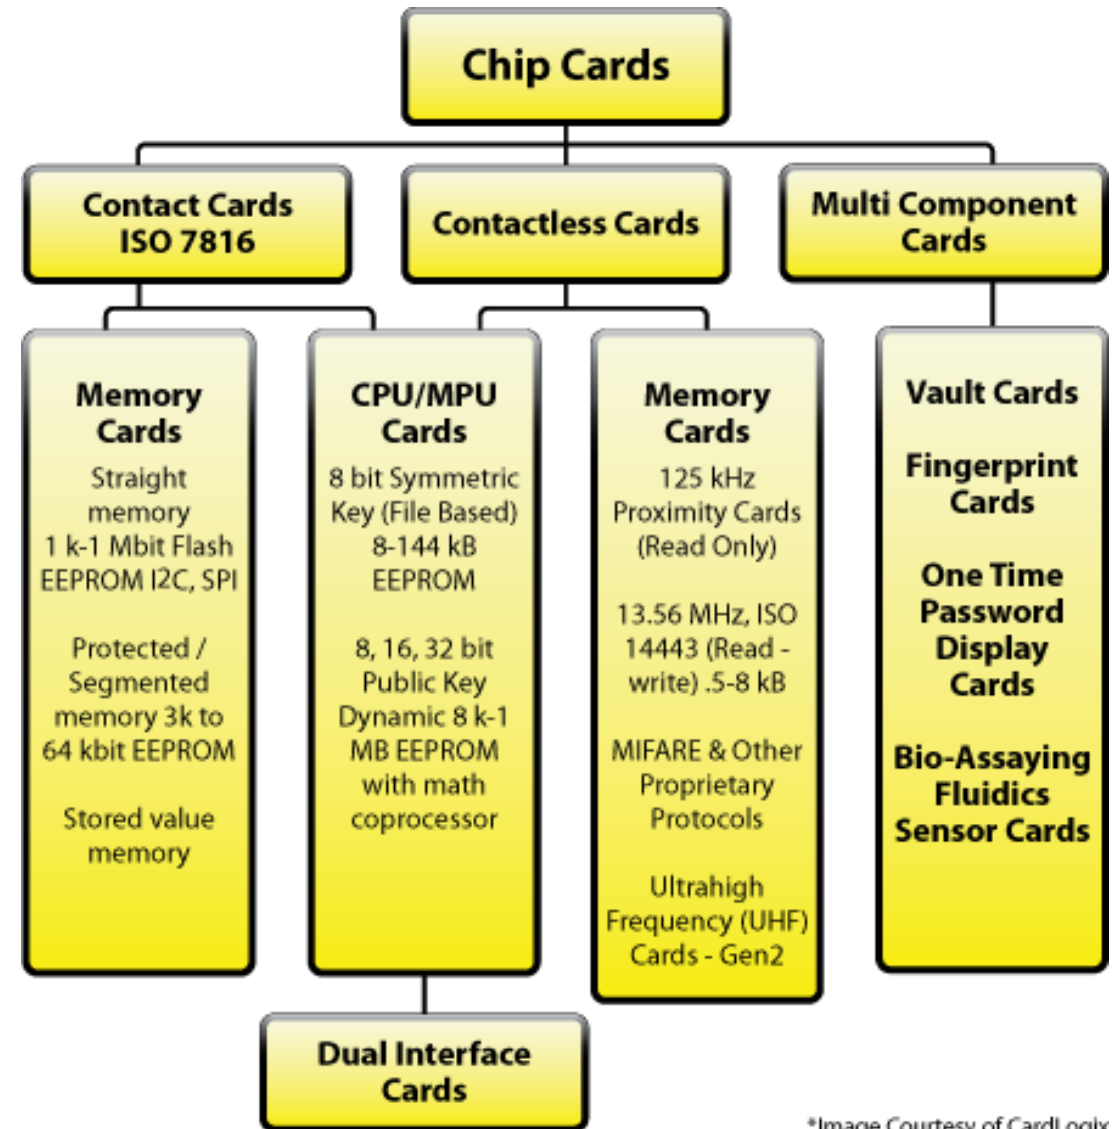 Chip Cards
Contact Cards
ISO 7816
Contactless Cards
Multi Component
Cards
Memory
Cards
Straight
memory
1 k-1 Mbit Flash
EEPROM I2C, SPI
Protected /
Segmented
memory 3k to
64 kbit EEPROM
Stored value
memory
CPU/MPU
Cards
8 bit Symmetric
Key (File Based)
8-144 kB
EEPROM
8, 16, 32 bit
Public Key
Dynamic 8 k-1
MB EEPROM
with math
coprocessor
Memory
Cards
125 kHz
Proximity Cards
(Read Only)
13.56 MHz, ISO
14443 (Read -
write) .5-8 kB
MIFARE & Other
Proprietary
Protocols
Ultrahigh
Frequency (UHF)
Cards - Gen2
Vault Cards
Fingerprint
Cards
One Time
Password
Display
Cards
Bio-Assaying
Fluidics
Sensor Cards
Dual Interface
Cards
*Image Courtesy of CardLogix